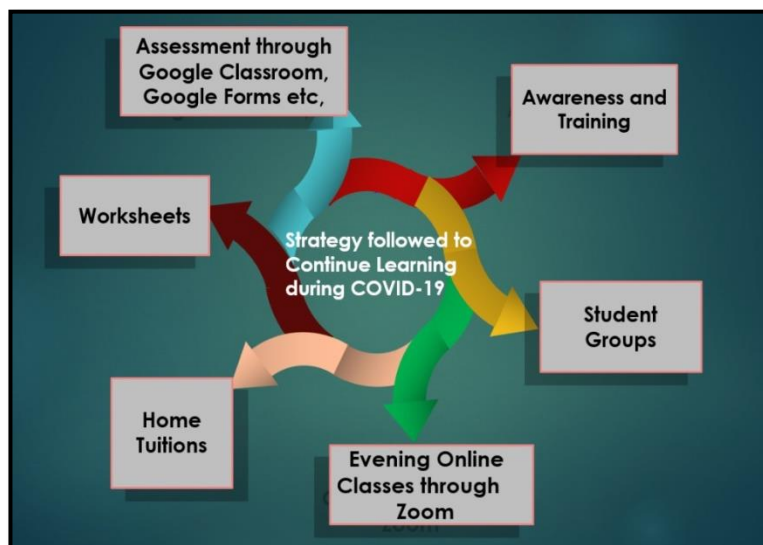 Assessment through
Google Classroom,
Google Forms etc,
Awareness and
Training
Worksheets
Strategy followed to
Continue Learning
during COVID-19
Student
Groups
Home
Tuitions
Evening Online
Classes through
Zoom